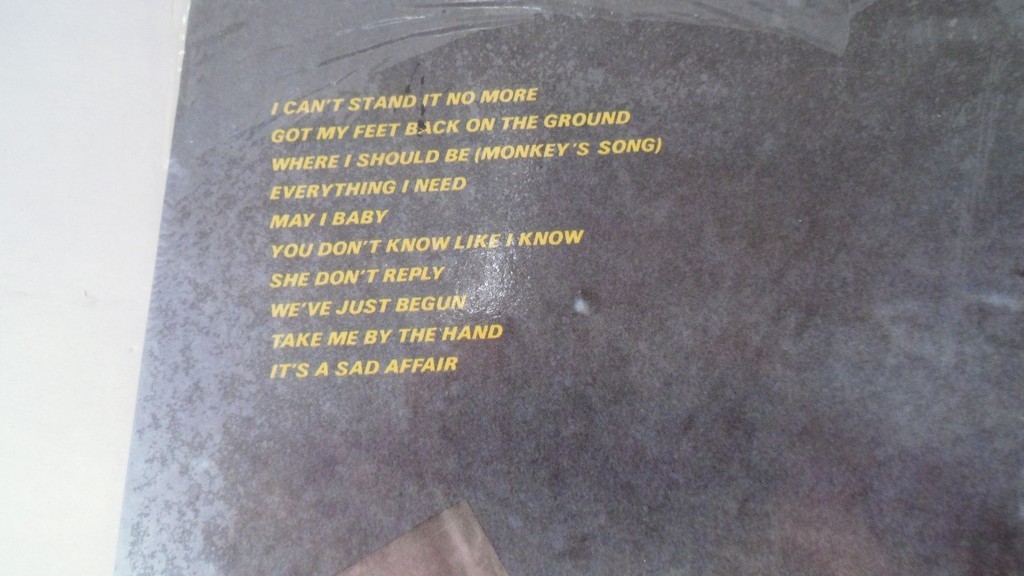 I CAN'T STAND IT NO MORE
GOT MY FEET BACK ON THE GROUND
WHERE I SHOULD BE (MONKEY'S SONG)
EVERYTHING I NEED
MAY I BABY
YOU DON'T KNOW LIKE I KNOW
SHE DON'T REPLY
WE'VE JUST BEGUN
TAKE ME BY THE HAND
IT'S A SAD AFFAIR